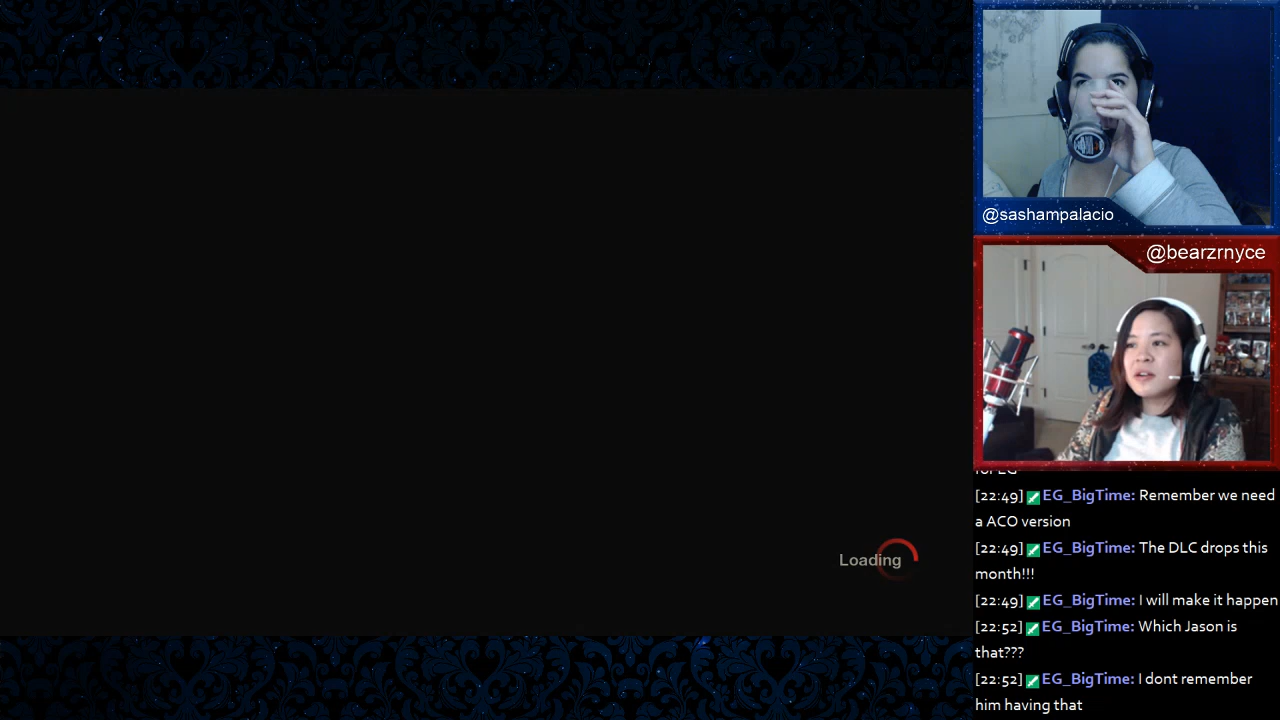 @sashampalacio
@bearzrnyce
Loading
for EG
[22:49] EG_BigTime: Remember we need
a ACO version
[22:49] EG_BigTime: The DLC drops this
month!!!
[22:49] EG_BigTime: I will make it happen
[22:52] EG_BigTime: Which Jason is
that???
[22:52] EG_BigTime: I dont remember
him having that